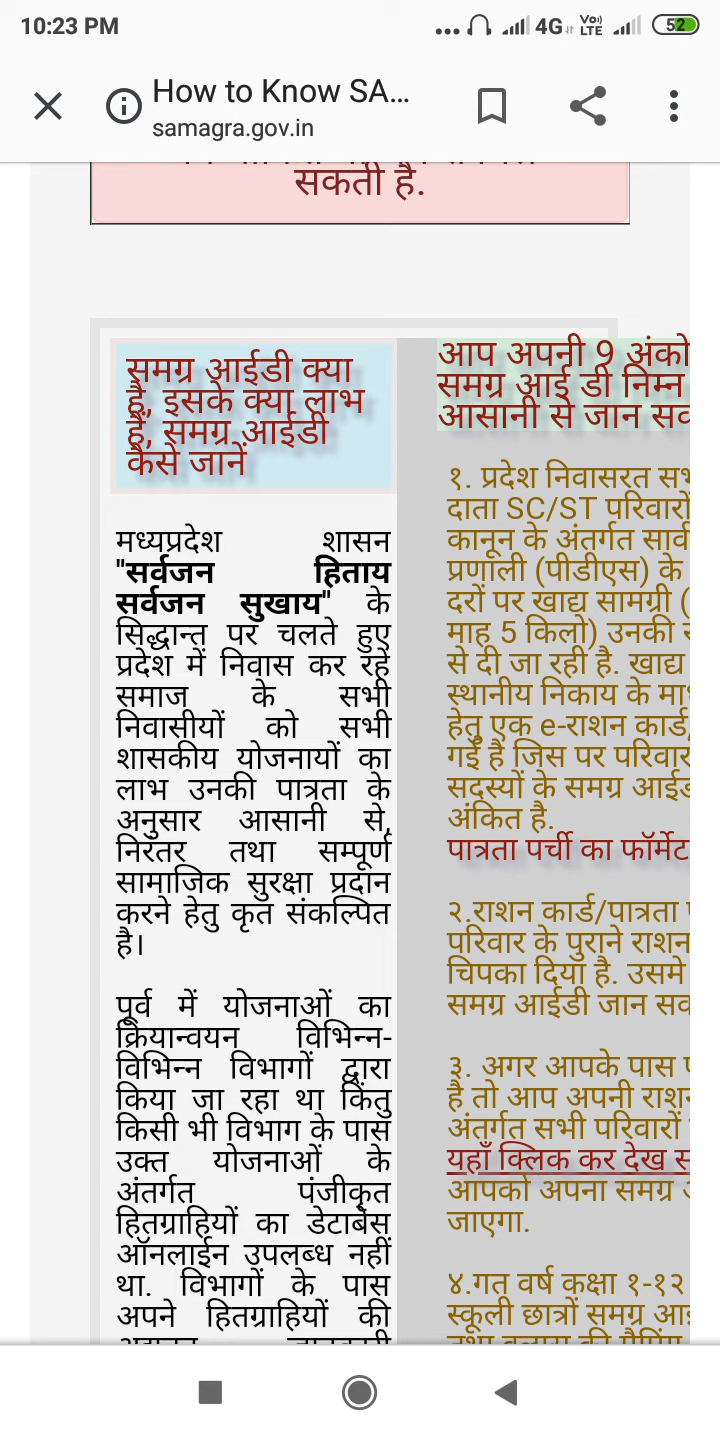 10:23 PM
4G
VoLTE
52
How to Know SA...
samagra.gov.in
सकती है.
समग्र आईडी क्या
है, इसके क्या लाभ
हैं, समग्र आईडी
कैसे जानें
मध्यप्रदेश शासन
"सर्वजन हिताय
सर्वजन सुखाय" के
सिद्धान्त पर चलते हुए
प्रदेश में निवास कर रहे
समाज के सभी
निवासीयों को सभी
शासकीय योजनायों का
लाभ उनकी पात्रता के
अनुसार आसानी से,
निरंतर तथा सम्पूर्ण
सामाजिक सुरक्षा प्रदान
करने हेतु कृत संकल्पित
है।
पूर्व में योजनाओं का
क्रियान्वयन विभिन्न-
विभिन्न विभागों द्वारा
किया जा रहा था किंतु
किसी भी विभाग के पास
उक्त योजनाओं के
अंतर्गत पंजीकृत
हितग्राहियों का डेटाबेस
ऑनलाईन उपलब्ध नहीं
था. विभागों के पास
अपने हितग्राहियों की
आप अपनी 9 अंको
समग्र आई डी निम्न
आसानी से जान
१. प्रदेश निवासरत
दाता SC/ST परिवारों
कानून के अंतर्गत
प्रणाली (पीडीएस) के
दरों पर खाद्य सामग्री (
माह 5 किलो) उनकी
से दी जा रही है. खाद्य
स्थानीय निकाय के
हेतु एक e-राशन कार्ड,
गई है जिस पर परिवार
सदस्यों के समग्र
अंकित है.
पात्रता पर्ची का फॉर्मेट
२.राशन कार्ड/पात्रता
परिवार के पुराने राशन
चिपका दिया है. उसमे
समग्र आईडी जान
३. अगर आपके पास
है तो आप अपनी
अंतर्गत सभी परिवारों
यहाँ क्लिक कर देख
आपको अपना समग्र
जाएगा.
४.गत वर्ष कक्षा १-१२
स्कूली छात्रों समग्र